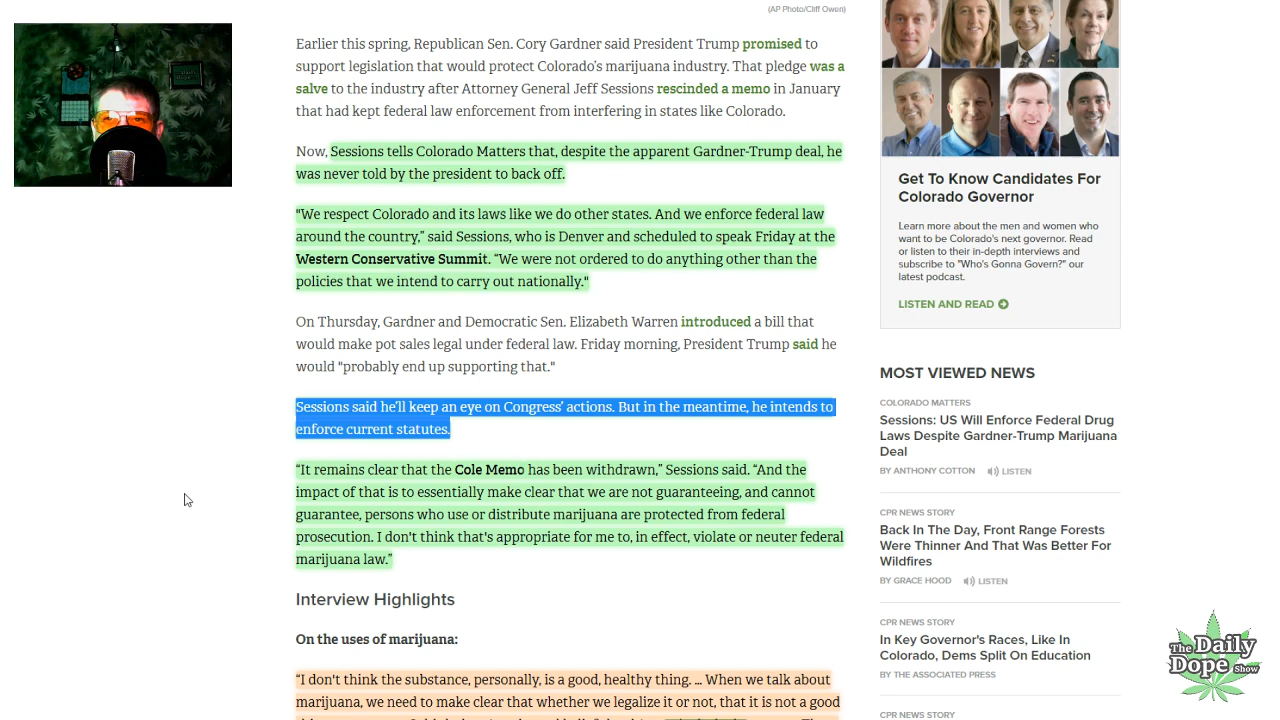 (AP Photo/Cliff Owen)
Earlier this spring, Republican Sen. Cory Gardner said President Trump promised to
support legislation that would protect Colorado's marijuana industry. That pledge was a
salve to the industry after Attorney General Jeff Sessions rescinded a memo in January
that had kept federal law enforcement from interfering in states like Colorado.
Now, Sessions tells Colorado Matters that, despite the apparent Gardner-Trump deal, he
was never told by the president to back off.
"We respect Colorado and its laws like we do other states. And we enforce federal law
around the country,” said Sessions, who is Denver and scheduled to speak Friday at the
Western Conservative Summit. “We were not ordered to do anything other than the
policies that we intend to carry out nationally."
On Thursday, Gardner and Democratic Sen. Elizabeth Warren introduced a bill that
would make pot sales legal under federal law. Friday morning, President Trump said he
would "probably end up supporting that."
Sessions said he'll keep an eye on Congress’ actions. But in the meantime, he intends to
enforce current statutes.
“It remains clear that the Cole Memo has been withdrawn,” Sessions said. “And the
impact of that is to essentially make clear that we are not guaranteeing, and cannot
guarantee, persons who use or distribute marijuana are protected from federal
prosecution. I don't think that's appropriate for me to, in effect, violate or neuter federal
marijuana law.”
Interview Highlights
On the uses of marijuana:
“I don't think the substance, personally, is a good, healthy thing. ... When we talk about
marijuana, we need to make clear that whether we legalize it or not, that it is not a good
Get To Know Candidates For
Colorado Governor
Learn more about the men and women who
want to be Colorado's next governor. Read
or listen to their in-depth interviews and
subscribe to "Who's Gonna Govern?" our
latest podcast.
LISTEN AND READ
MOST VIEWED NEWS
COLORADO MATTERS
Sessions: US Will Enforce Federal Drug
Laws Despite Gardner-Trump Marijuana
Deal
BY ANTHONY COTTON LISTEN
CPR NEWS STORY
Back In The Day, Front Range Forests
Were Thinner And That Was Better For
Wildfires
BY GRACE HOOD LISTEN
CPR NEWS STORY
In Key Governor's Races, Like In
Colorado, Dems Split On Education
BY THE ASSOCIATED PRESS
CPR NEWS STORY
The Daily
Dope Show